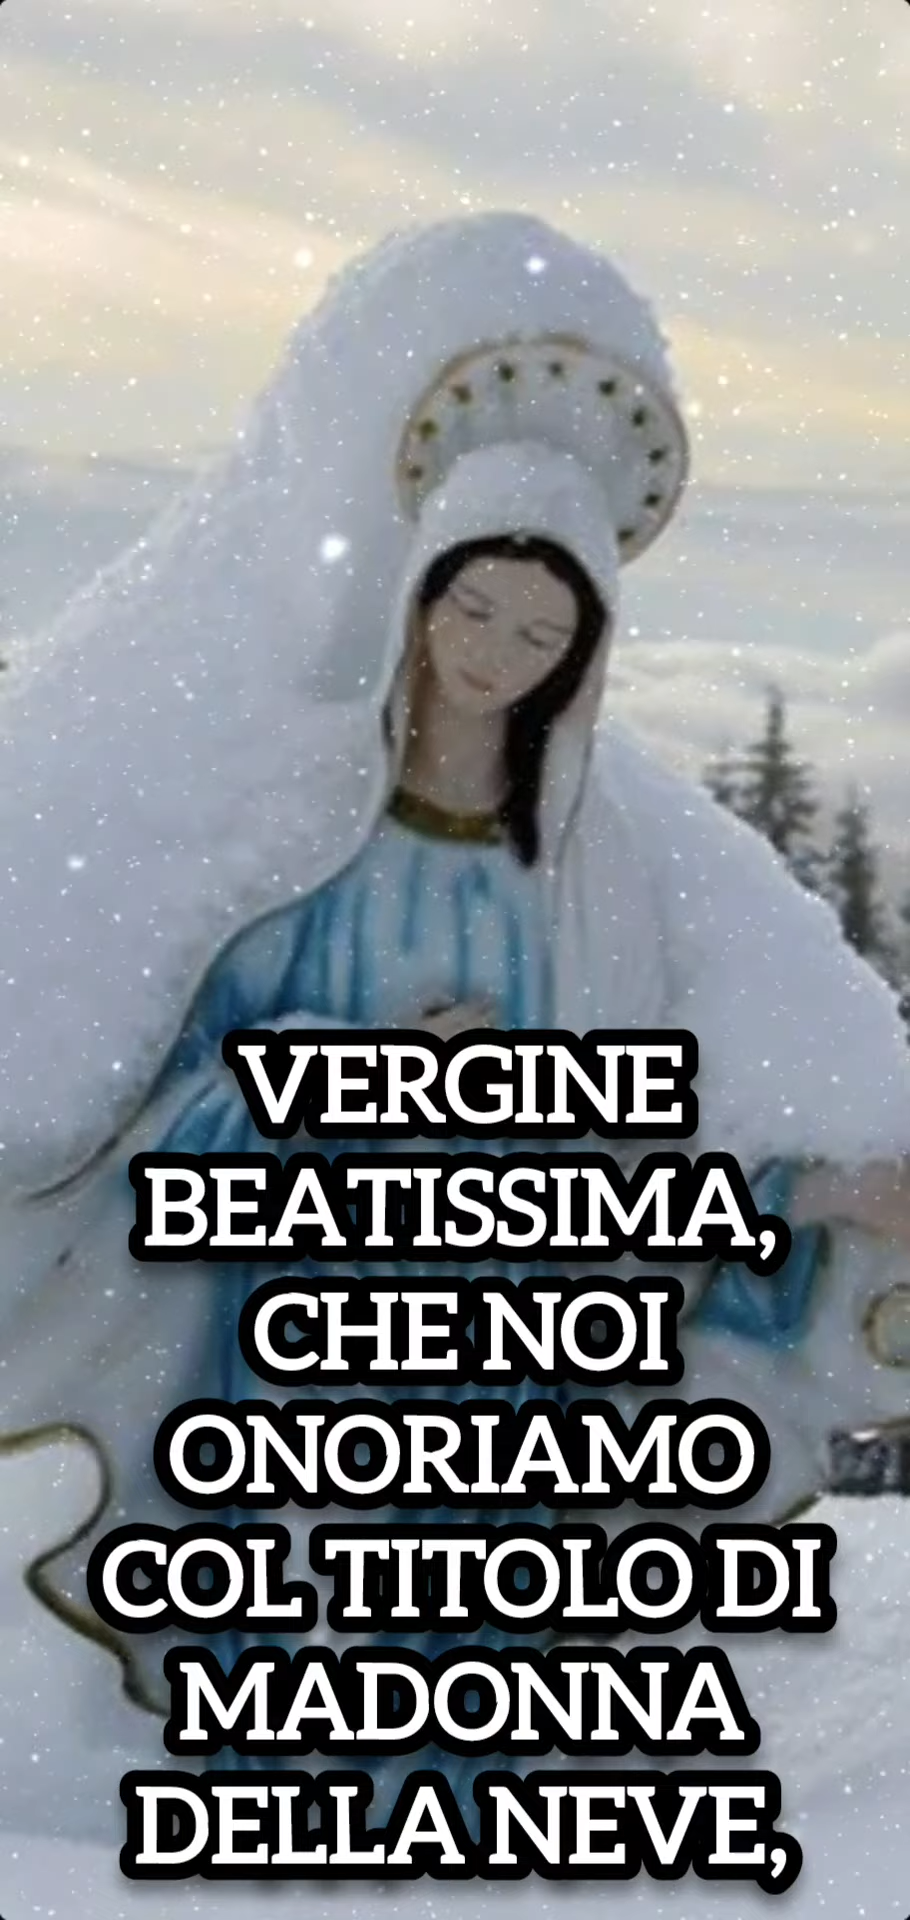 VERGINE
BEATISSIMA,
CHE NOI
ONORIAMO
COL TITOLO DI
MADONNA
DELLA NEVE,